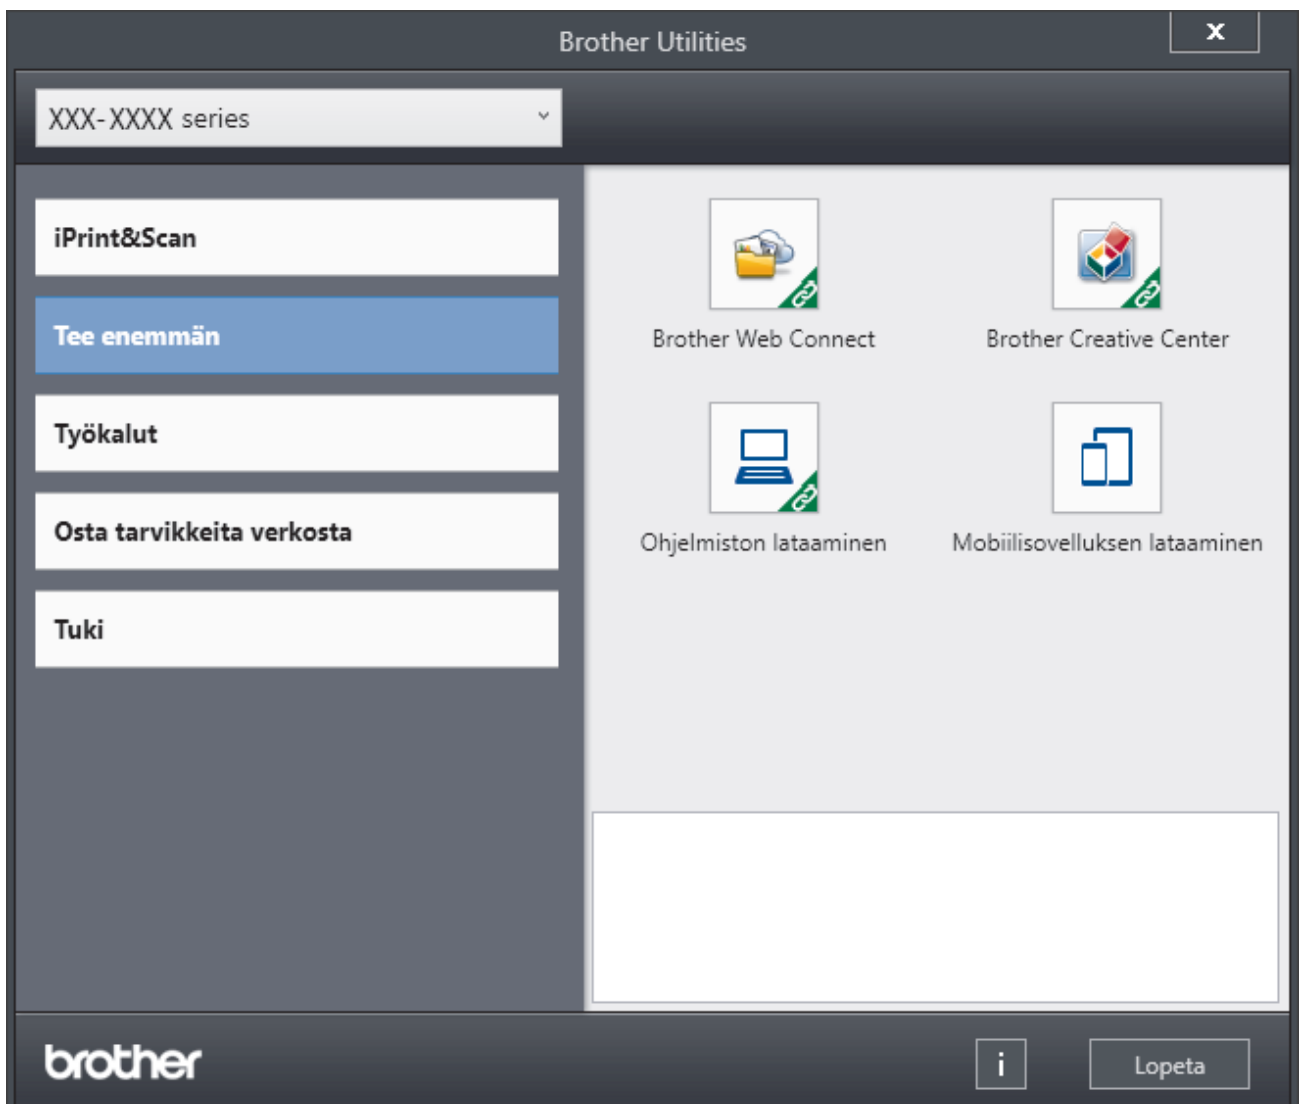 Brother Utilities
X
XXX-XXXX series
iPrint&Scan
Tee enemmän
Työkalut
Osta tarvikkeita verkosta
Tuki
Brother Web Connect
Brother Creative Center
Ohjelmiston lataaminen
Mobiilisovelluksen lataaminen
brother
i
Lopeta